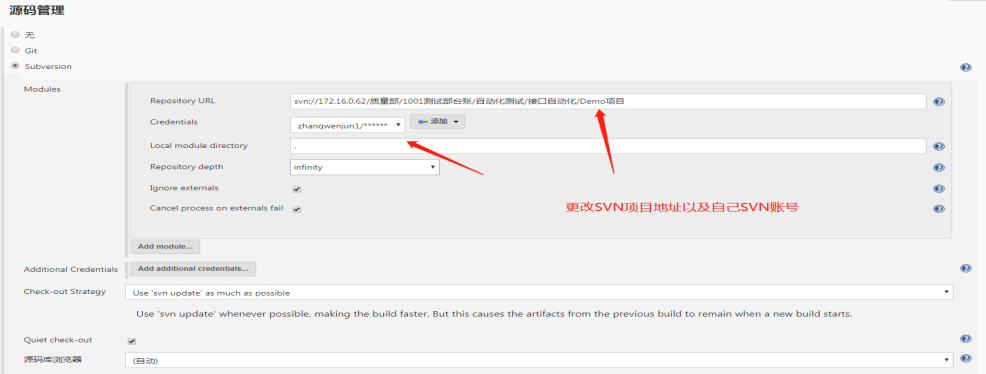 源码管理
无
Git
Subversion
Modules
Repository URL svn://172.16.0.62/质量部/1001测试部台账/自动化测试/接口自动化/Demo项目
Credentials zhangwenjun1/****** 添加
Local module directory .
Repository depth infinity
Ignore externals
Cancel process on externals fail
更改SVN项目地址以及自己SVN账号
Add module...
Additional Credentials Add additional credentials...
Check-out Strategy Use 'svn update' as much as possible
Use 'svn update' whenever possible, making the build faster. But this causes the artifacts from the previous build to remain when a new build starts.
Quiet check-out
源码库浏览器 (自动)